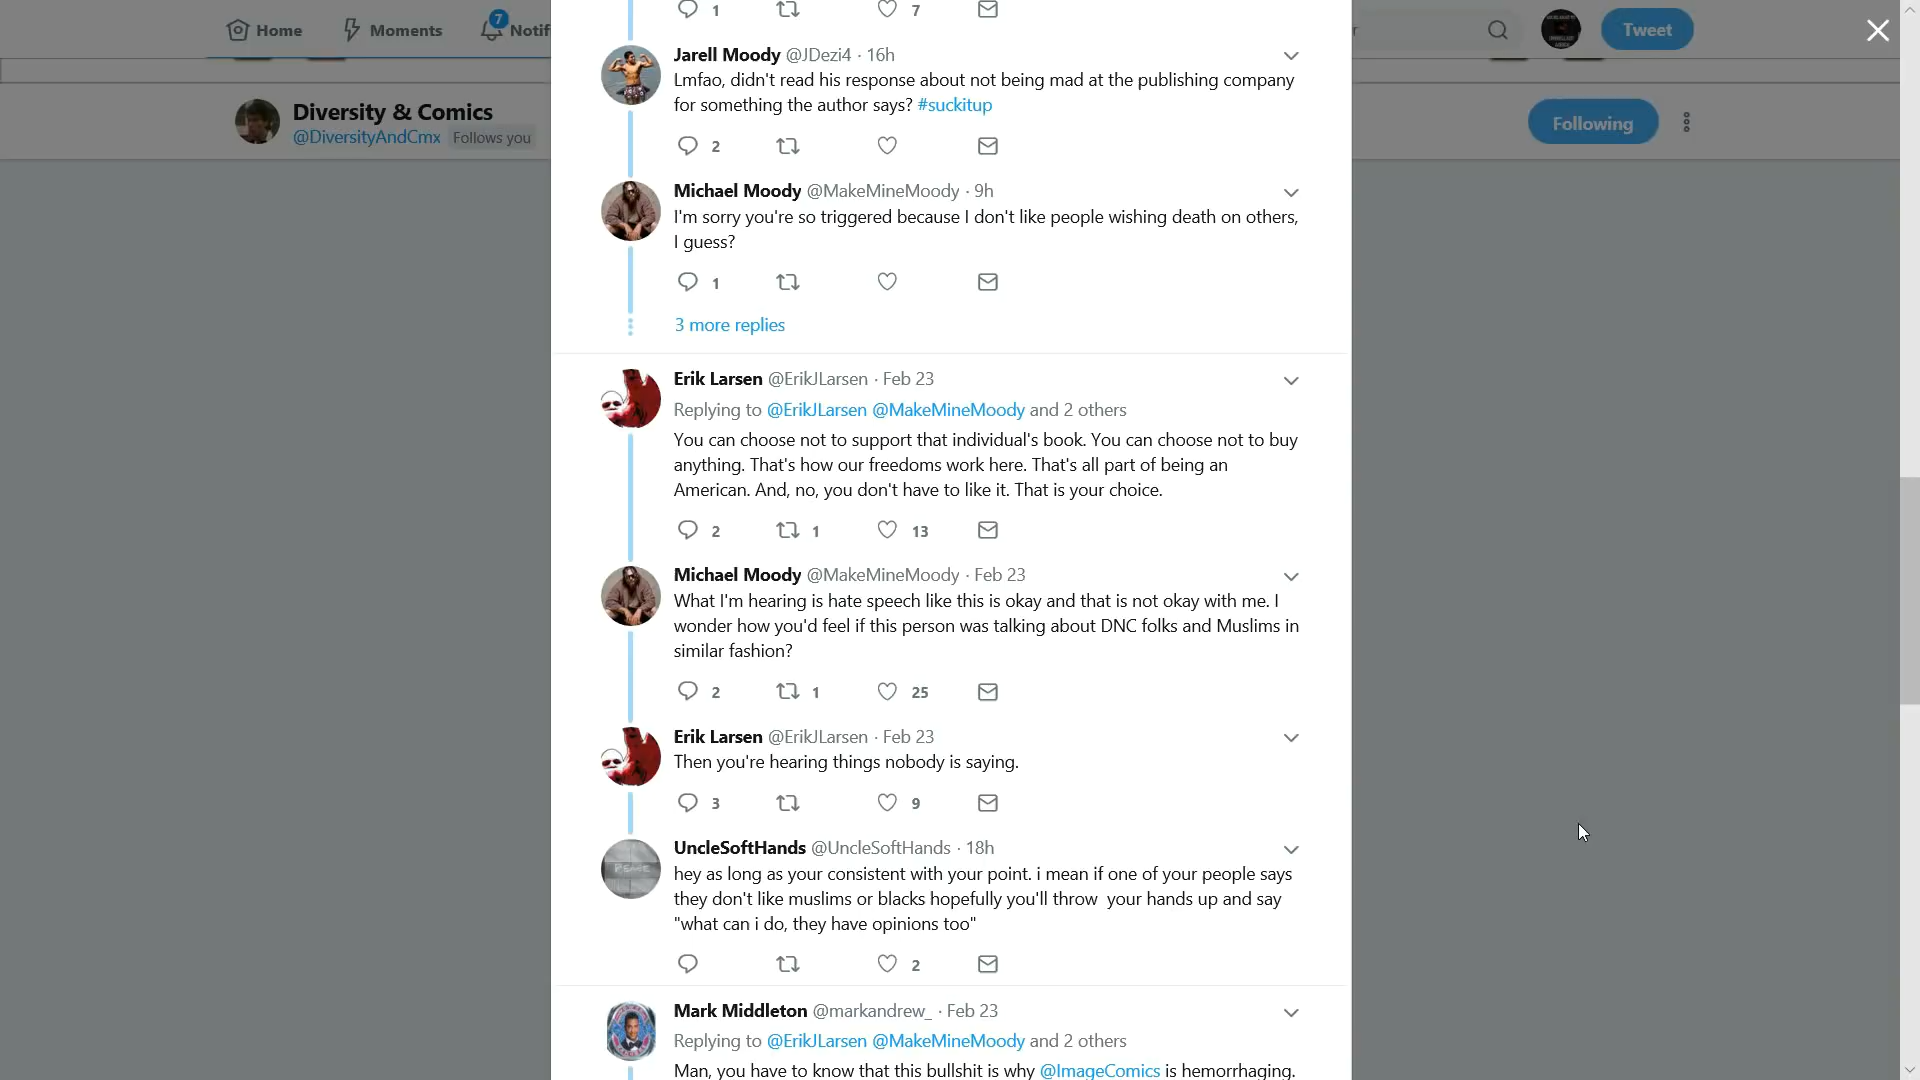 1 7
Home Moments Notif 7 r Tweet
Jarell Moody @JDezi4 · 16h
Lmfao, didn't read his response about not being mad at the publishing company
for something the author says? #suckitup
Diversity & Comics
@DiversityAndCmx Follows you
Following
2
Michael Moody @MakeMineMoody · 9h
I'm sorry you're so triggered because I don't like people wishing death on others,
I guess?
1
3 more replies
Erik Larsen @ErikJLarsen · Feb 23
Replying to @ErikJLarsen @MakeMineMoody and 2 others
You can choose not to support that individual's book. You can choose not to buy
anything. That's how our freedoms work here. That's all part of being an
American. And, no, you don't have to like it. That is your choice.
2 1 13
Michael Moody @MakeMineMoody · Feb 23
What I'm hearing is hate speech like this is okay and that is not okay with me. I
wonder how you'd feel if this person was talking about DNC folks and Muslims in
similar fashion?
2 1 25
Erik Larsen @ErikJLarsen · Feb 23
Then you're hearing things nobody is saying.
3 9
UncleSoftHands @UncleSoftHands · 18h
hey as long as your consistent with your point. i mean if one of your people says
they don't like muslims or blacks hopefully you'll throw your hands up and say
"what can i do, they have opinions too"
2
Mark Middleton @markandrew_ · Feb 23
Replying to @ErikJLarsen @MakeMineMoody and 2 others
Man, you have to know that this bullshit is why @ImageComics is hemorrhaging.